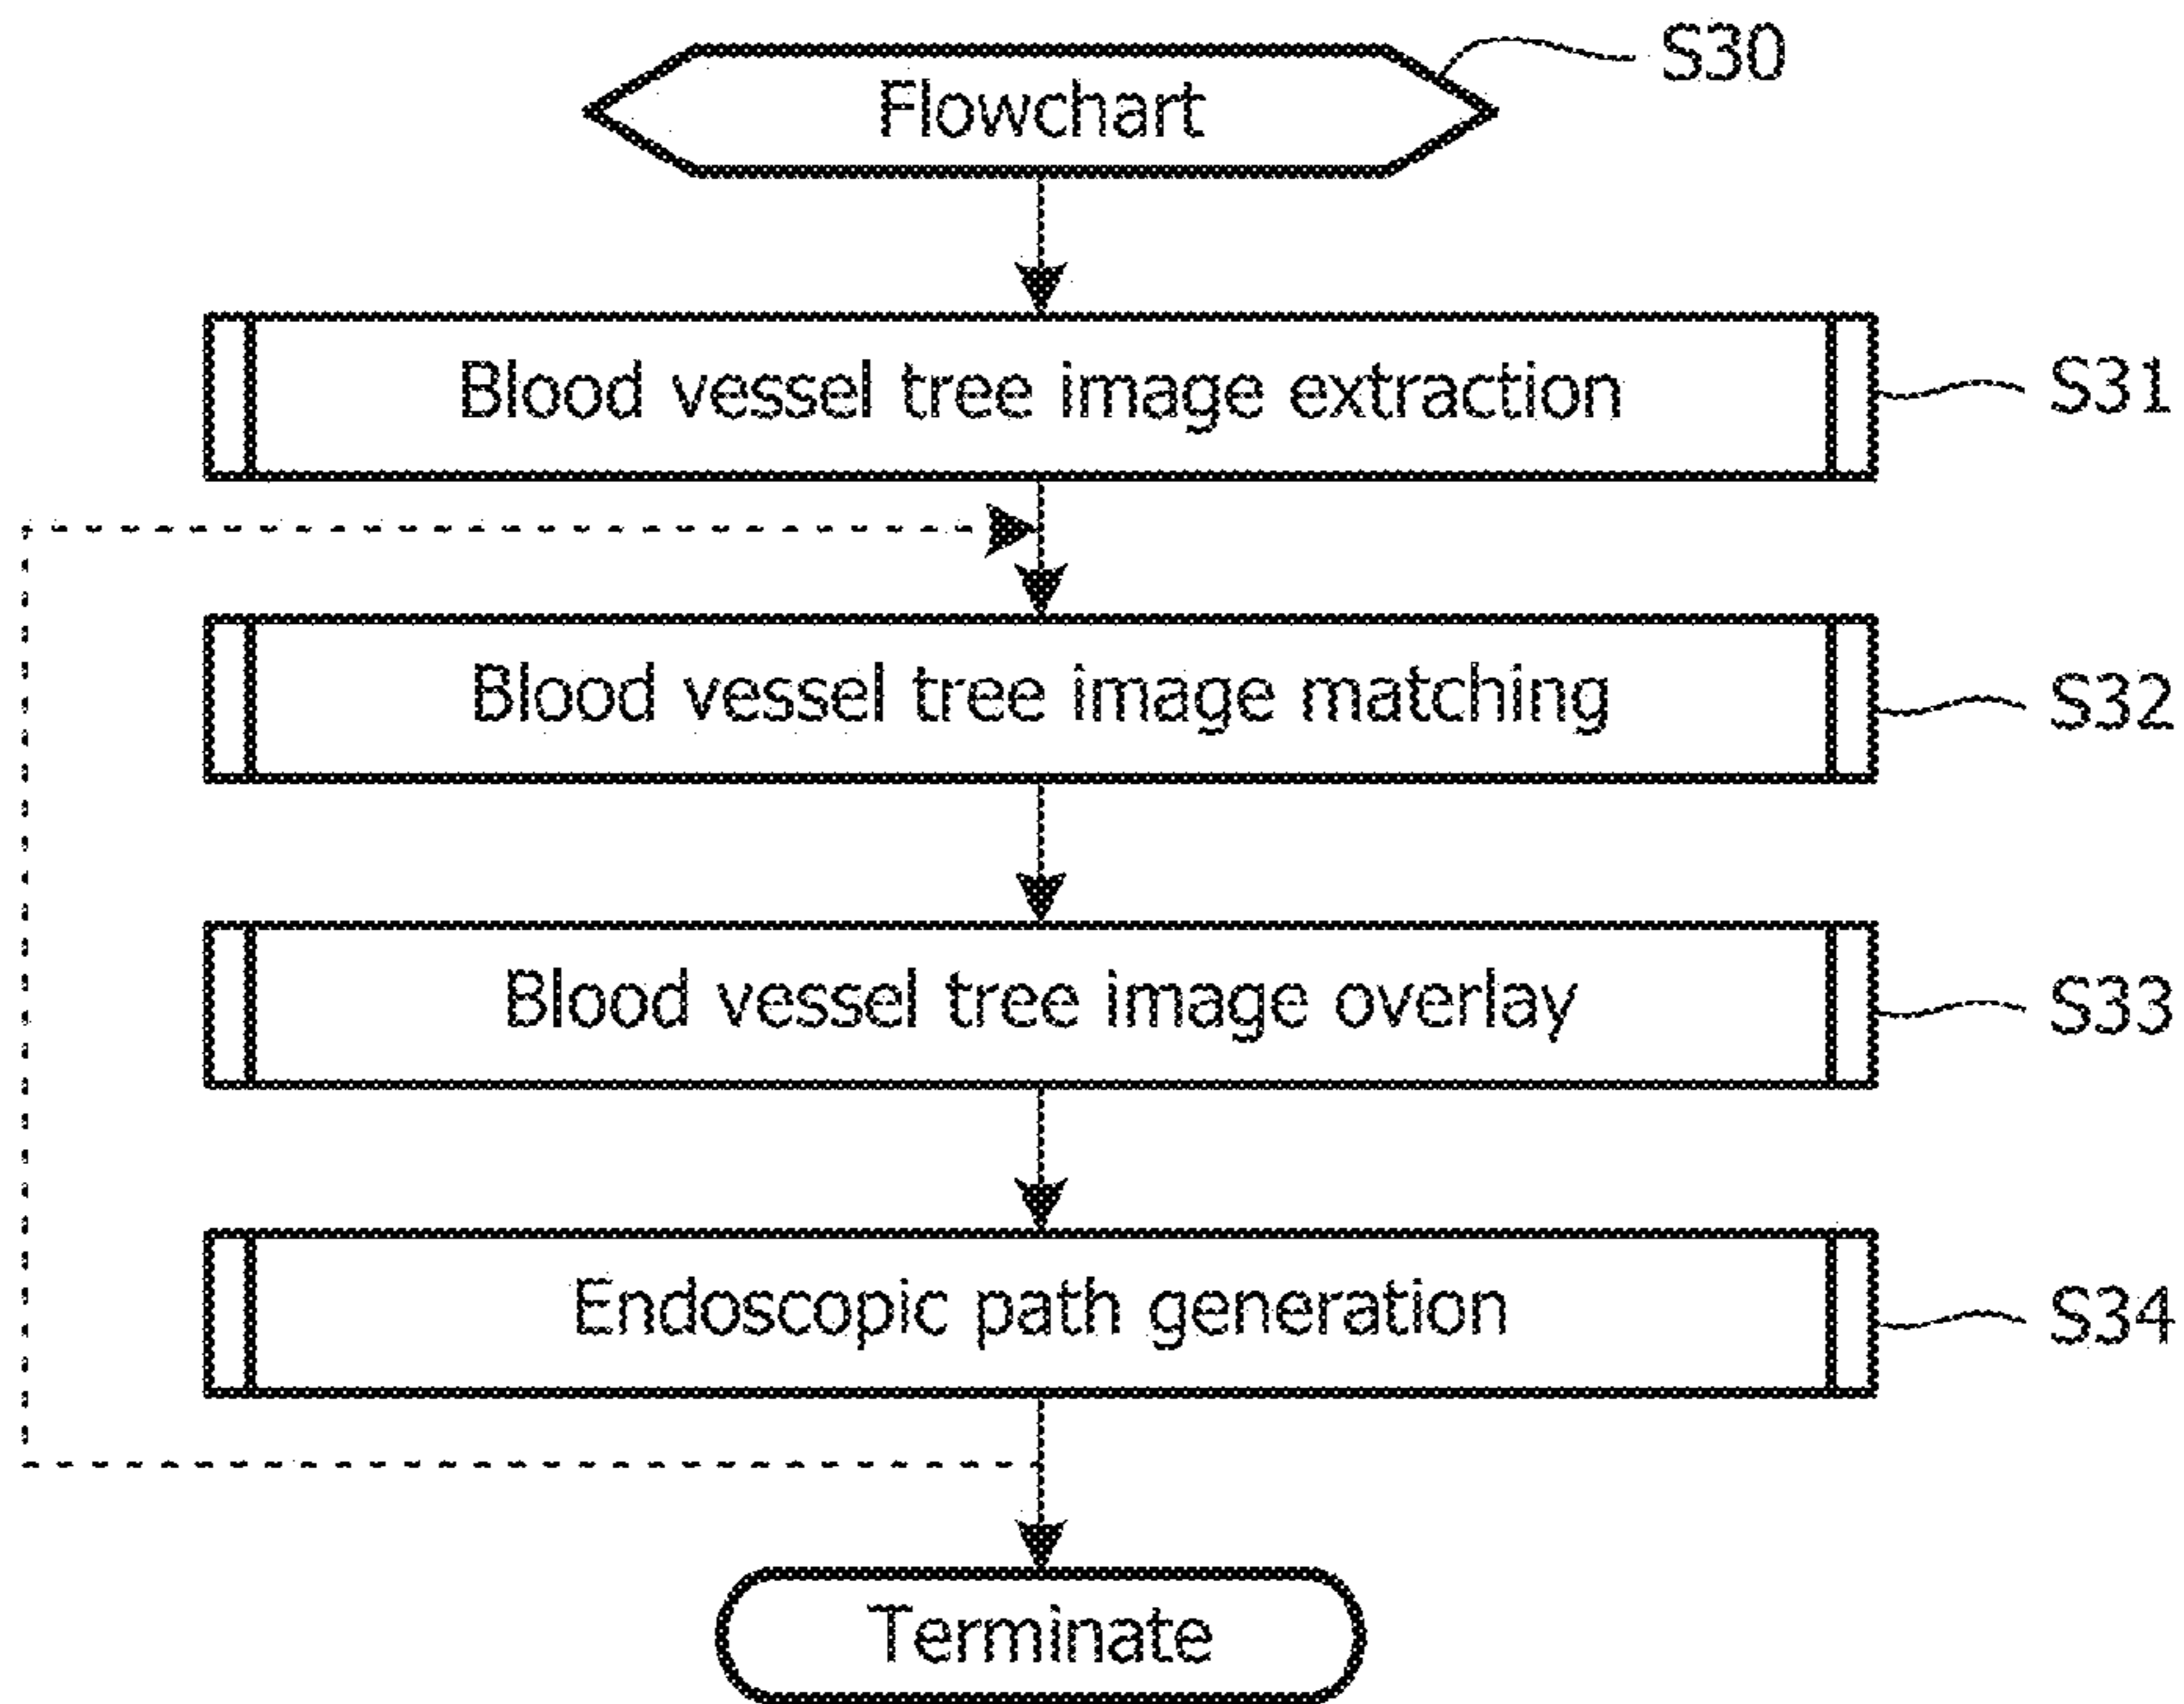 Flowchart
S30
Blood vessel tree image extraction
S31
Blood vessel tree image matching
S32
Blood vessel tree image overlay
S33
Endoscopic path generation
S34
Terminate